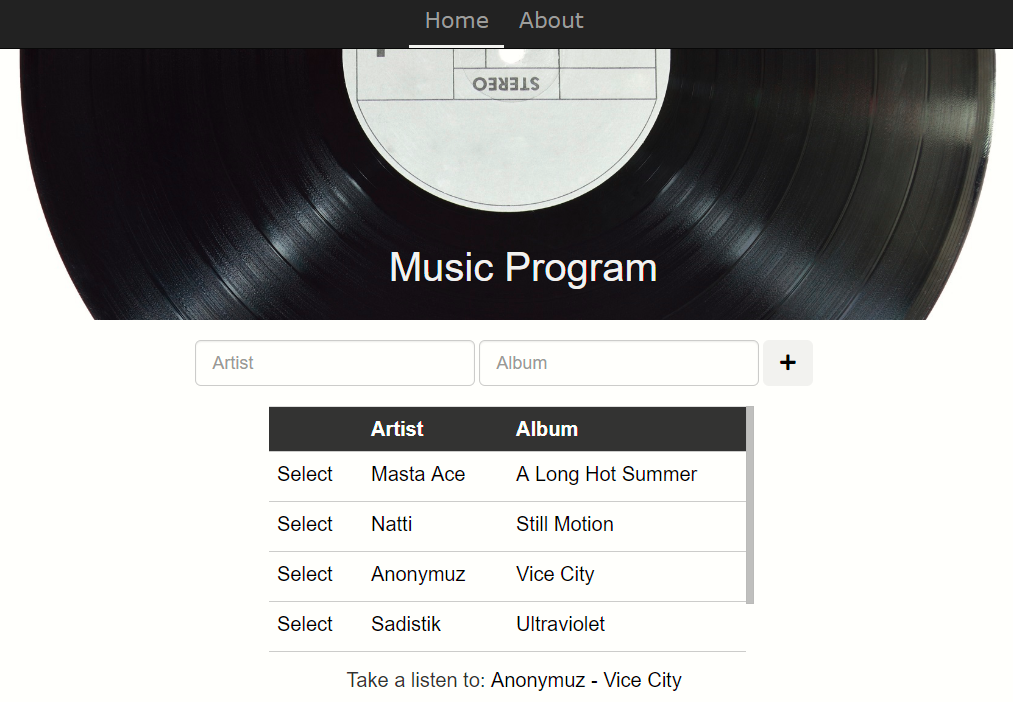 Home About
STEREO
Music Program
Artist Album +
Artist Album
Select Masta Ace A Long Hot Summer
Select Natti Still Motion
Select Anonymuz Vice City
Select Sadistik Ultraviolet
Take a listen to: Anonymuz - Vice City